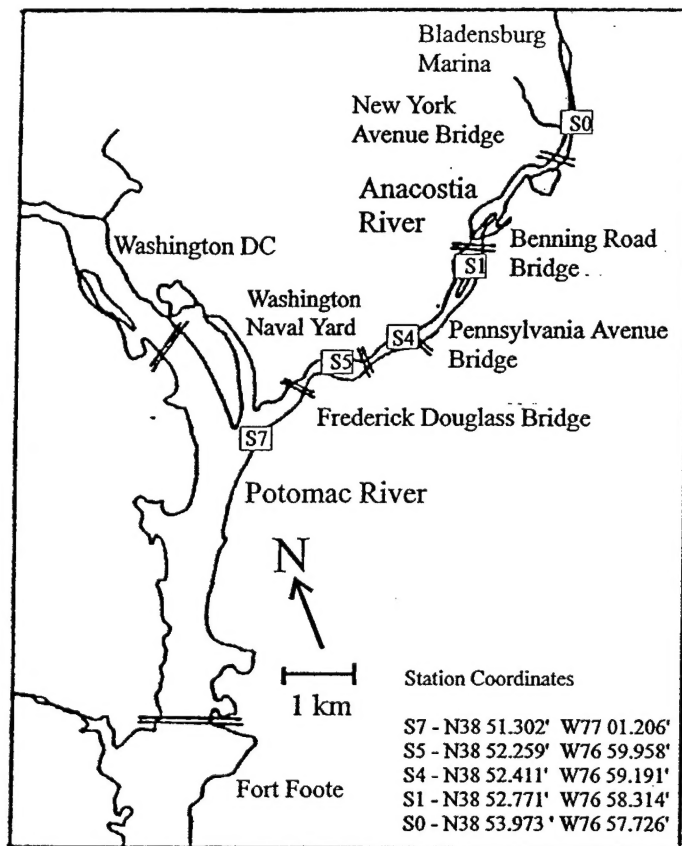 Bladensburg
Marina
New York
Avenue Bridge
S0
Anacostia
River
Benning Road
Bridge
S1
Washington DC
Washington
Naval Yard
S4
Pennsylvania Avenue
Bridge
S5
Frederick Douglass Bridge
S7
Potomac River
N
1 km
Fort Foote
Station Coordinates
S7 - N38 51.302' W77 01.206'
S5 - N38 52.259' W76 59.958'
S4 - N38 52.411' W76 59.191'
S1 - N38 52.771' W76 58.314'
S0 - N38 53.973 ' W76 57.726'